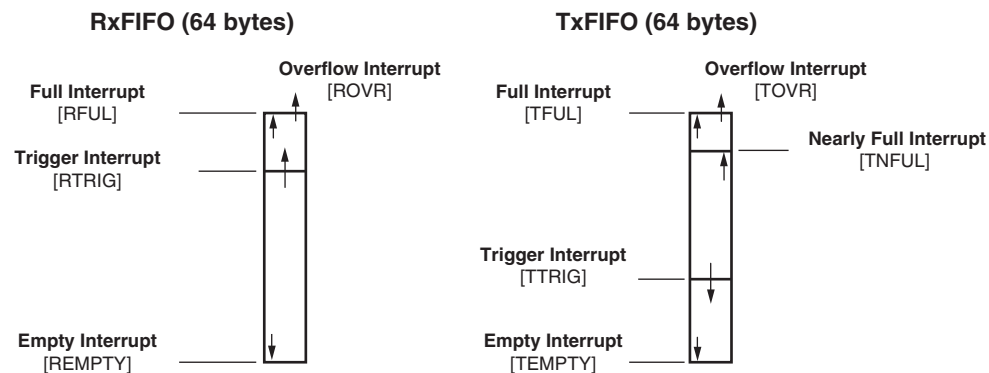 RxFIFO (64 bytes)
Overflow Interrupt
[ROVR]
Full Interrupt
[RFUL]
Trigger Interrupt
[RTRIG]
Empty Interrupt
[REMPTY]
TxFIFO (64 bytes)
Overflow Interrupt
[TOVR]
Full Interrupt
[TFUL]
Nearly Full Interrupt
[TNFUL]
Trigger Interrupt
[TTRIG]
Empty Interrupt
[TEMPTY]